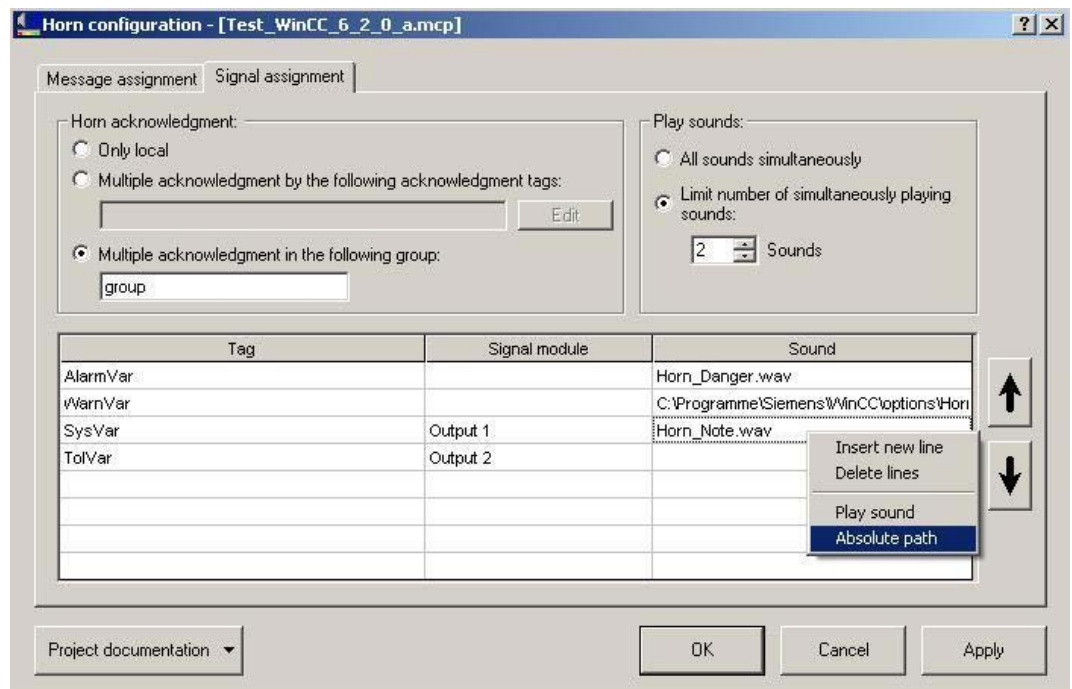 Horn configuration - [Test_WinCC_6_2_0_a.mcp]
Message assignment Signal assignment
Horn acknowledgment:
Only local
Multiple acknowledgment by the following acknowledgment tags:
Edit
Multiple acknowledgment in the following group:
group
Play sounds:
All sounds simultaneously
Limit number of simultaneously playing
sounds:
2 Sounds
Tag Signal module Sound
AlarmVar Horn_Danger.wav
WarnVar C:\Programme\Siemens\WinCC\options\Horn
SysVar Output 1 Horn_Note.wav
TolVar Output 2
Insert new line
Delete lines
Play sound
Absolute path
Project documentation OK Cancel Apply